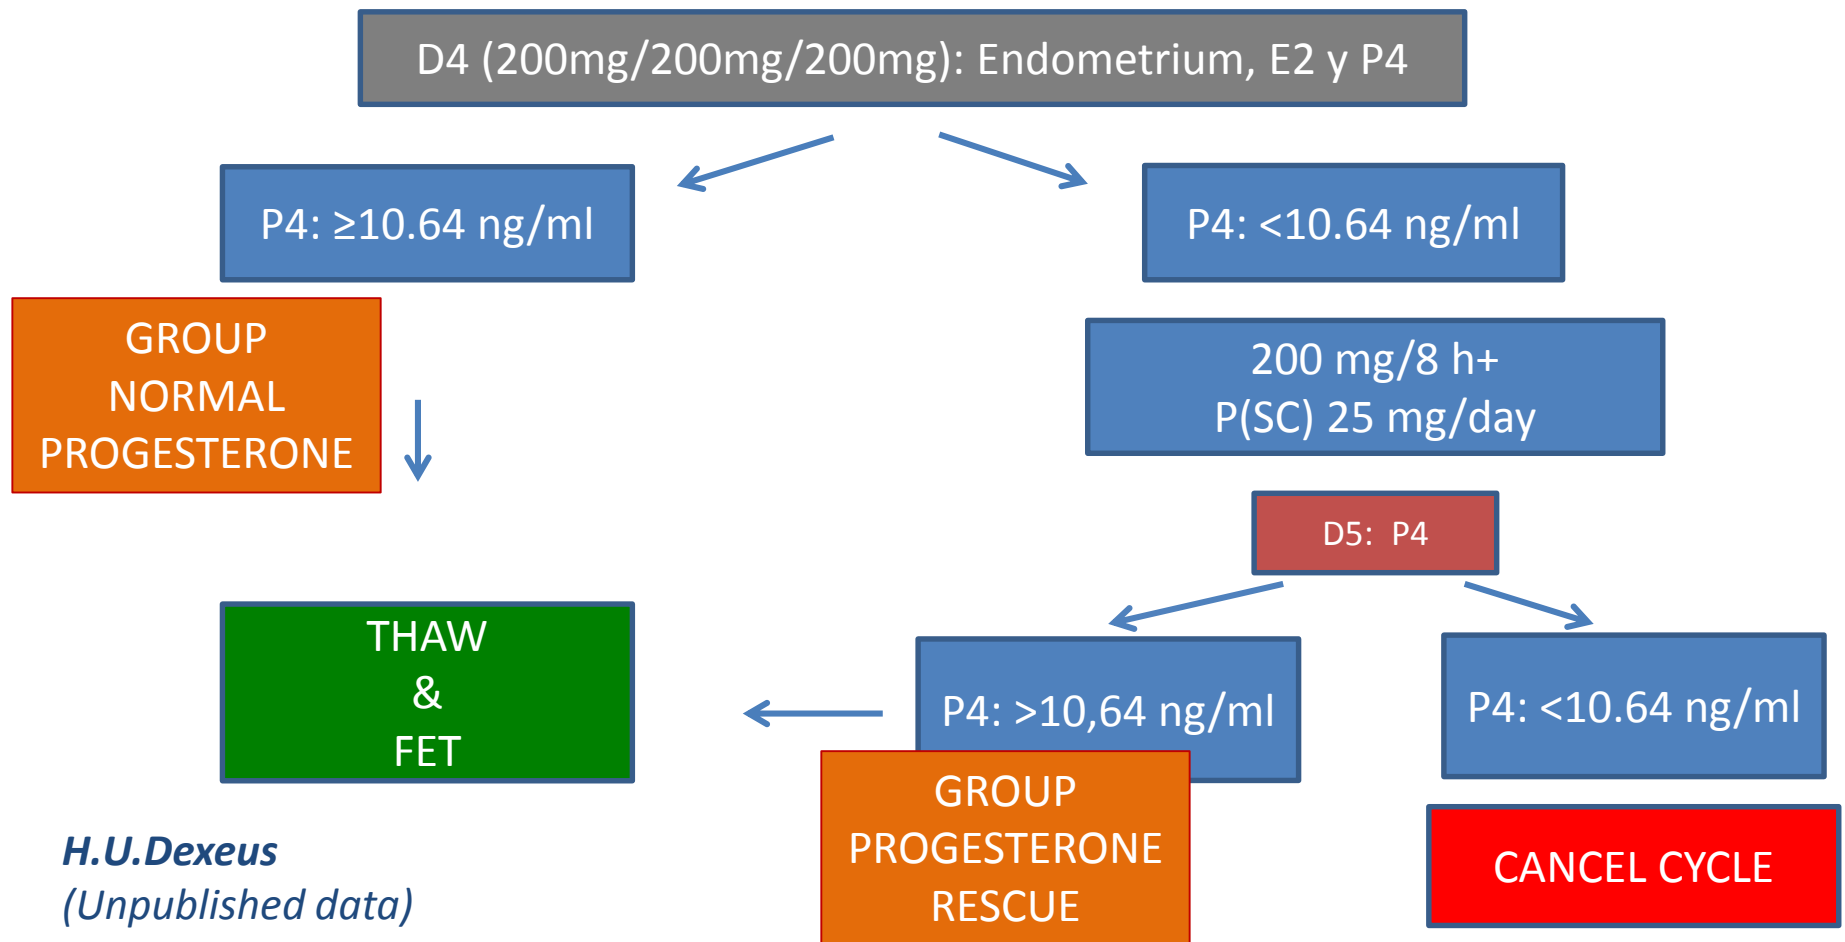 D4 (200mg/200mg/200mg): Endometrium, E2 y P4
P4: ≥10.64 ng/ml
P4: <10.64 ng/ml
GROUP
NORMAL
PROGESTERONE
200 mg/8 h+
P(SC) 25 mg/day
D5: P4
THAW
&
FET
P4: >10,64 ng/ml
P4: <10.64 ng/ml
GROUP
PROGESTERONE
RESCUE
CANCEL CYCLE
H.U.Dexeus
(Unpublished data)